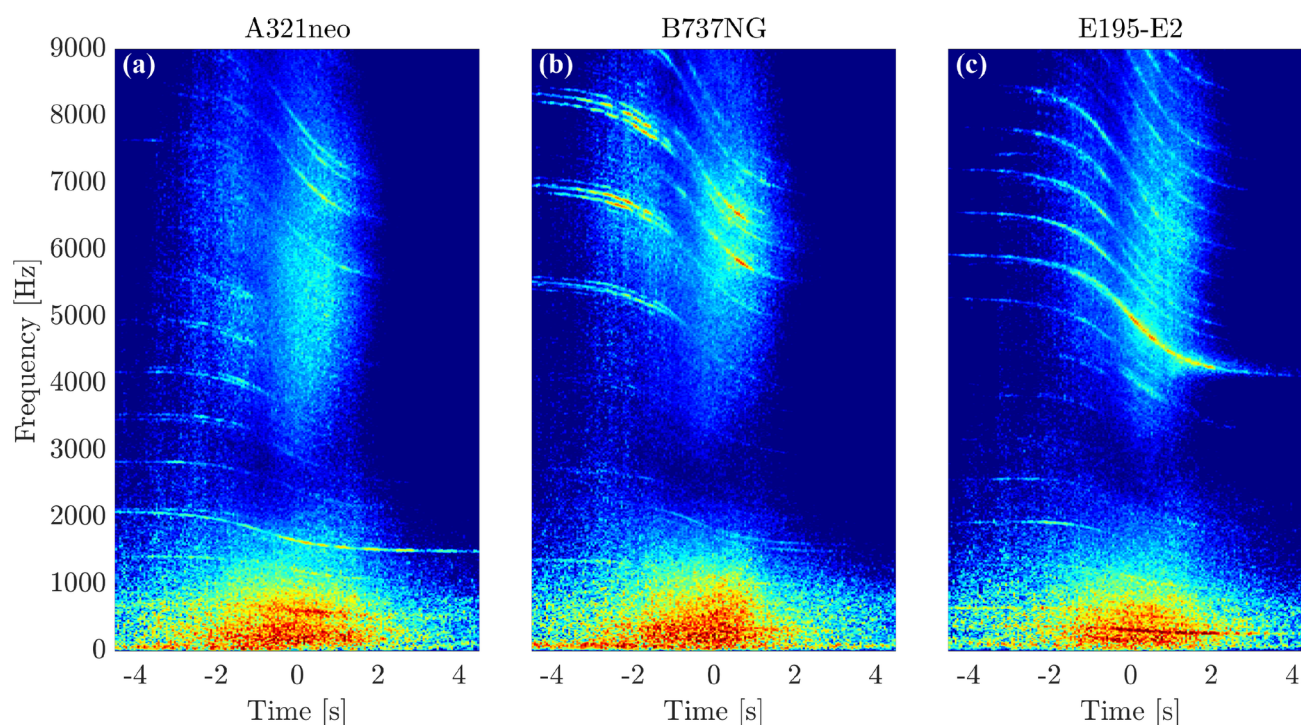 A321neo
B737NG
E195-E2
(a)
(b)
(c)
Frequency [Hz]
9000
8000
7000
6000
5000
4000
3000
2000
1000
0
-4 -2 0 2 4
-4 -2 0 2 4
-4 -2 0 2 4
Time [s]
Time [s]
Time [s]